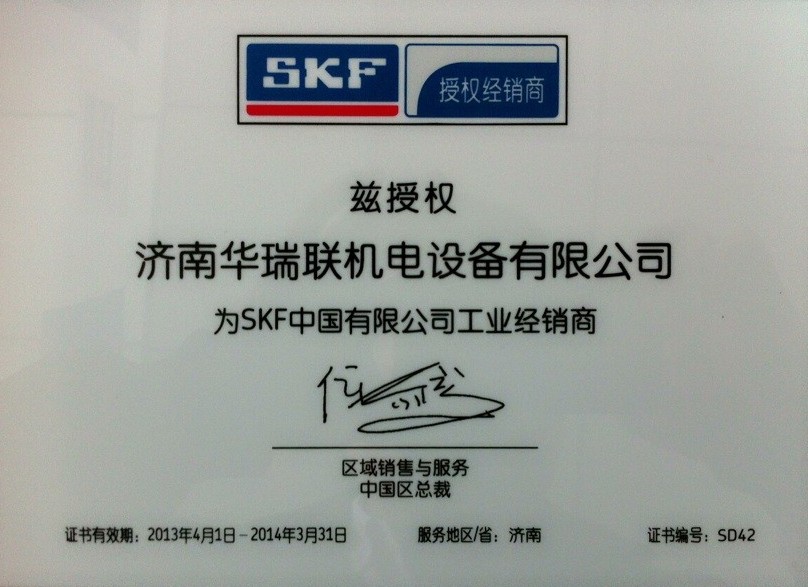 SKF 授权经销商
兹授权
济南华瑞联机电设备有限公司
为SKF中国有限公司工业经销商
区域销售与服务
中国区总裁
证书有效期：2013年4月1日－2014年3月31日 服务地区/省：济南 证书编号：SD42